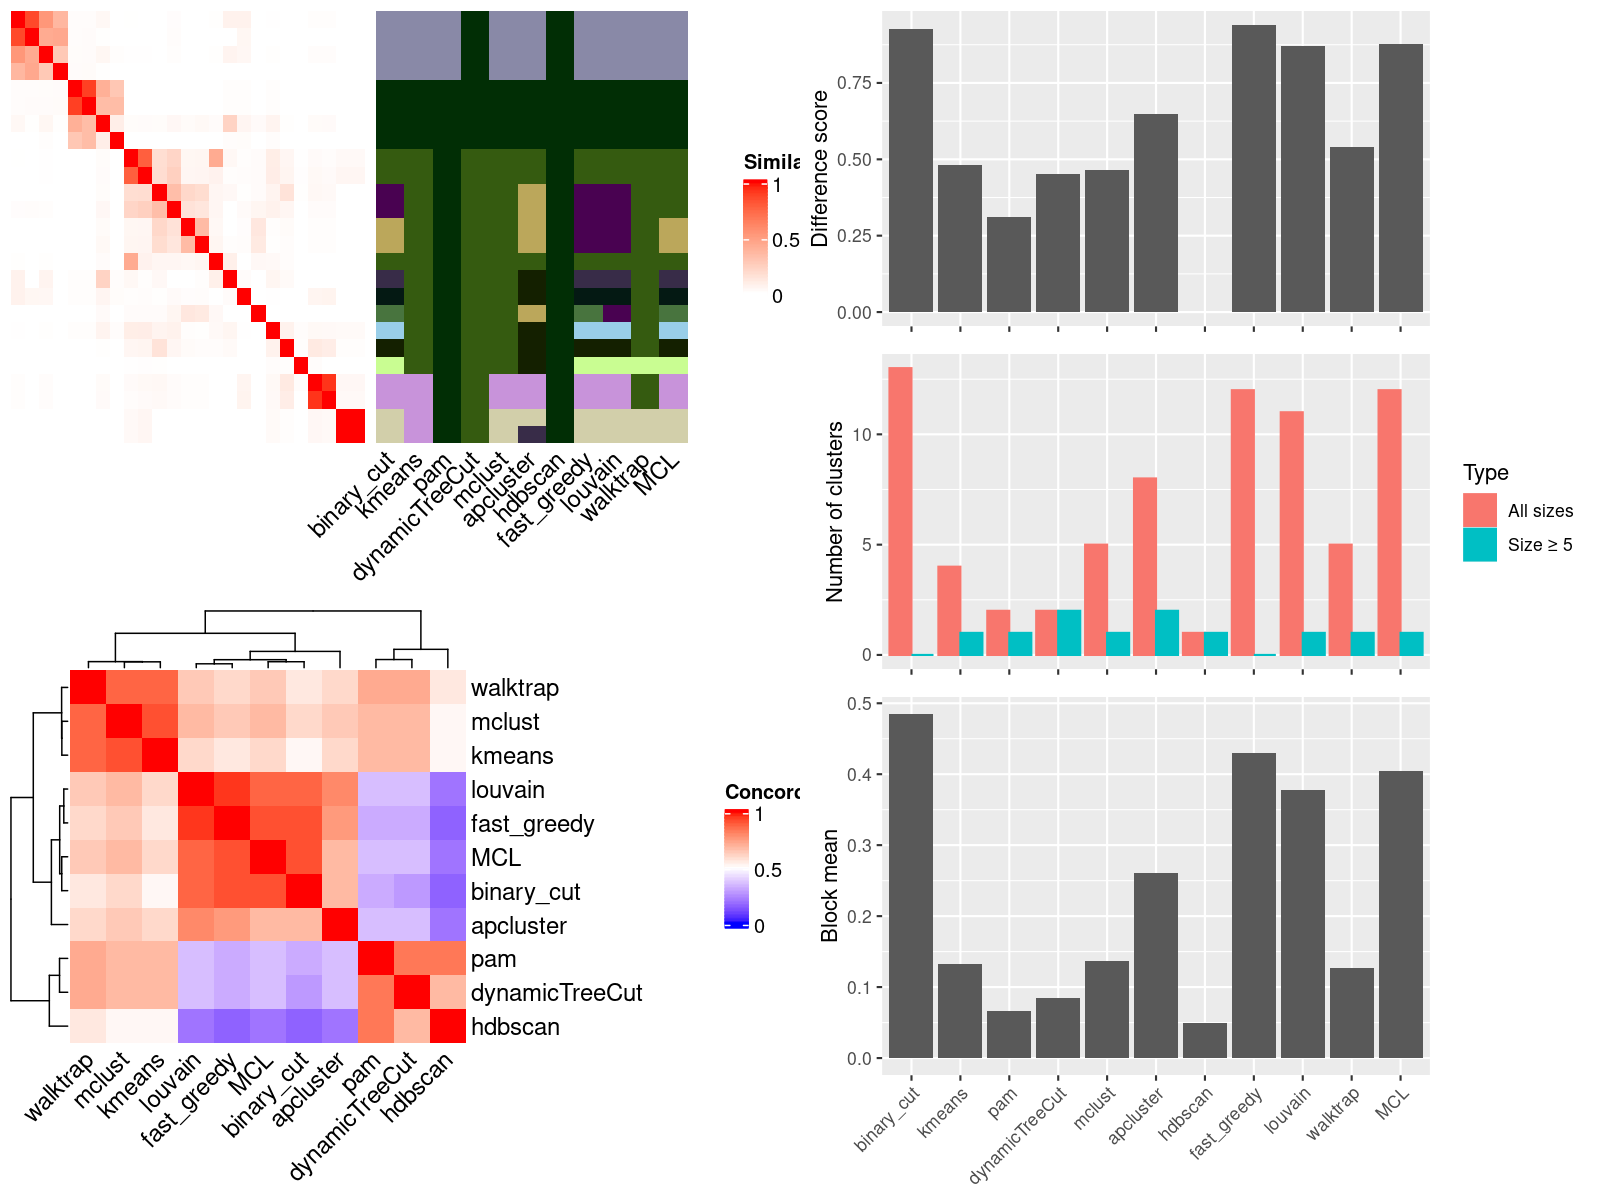 Simila
1
0.5
0
binary_cut
kmeans
pam
dynamicTreeCut
mclust
apcluster
hdbscan
fast_greedy
louvain
walktrap
MCL
walktrap
mclust
kmeans
louvain
fast_greedy
MCL
binary_cut
apcluster
pam
dynamicTreeCut
hdbscan
walktrap
mclust
kmeans
louvain
fast_greedy
MCL
binary_cut
apcluster
pam
dynamicTreeCut
hdbscan
Concord
1
0.5
0
Difference score
0.75
0.50
0.25
0.00
Number of clusters
10
5
0
Type
All sizes
Size ≥ 5
Block mean
0.5
0.4
0.3
0.2
0.1
0.0
binary_cut
kmeans
pam
dynamicTreeCut
mclust
apcluster
hdbscan
fast_greedy
louvain
walktrap
MCL